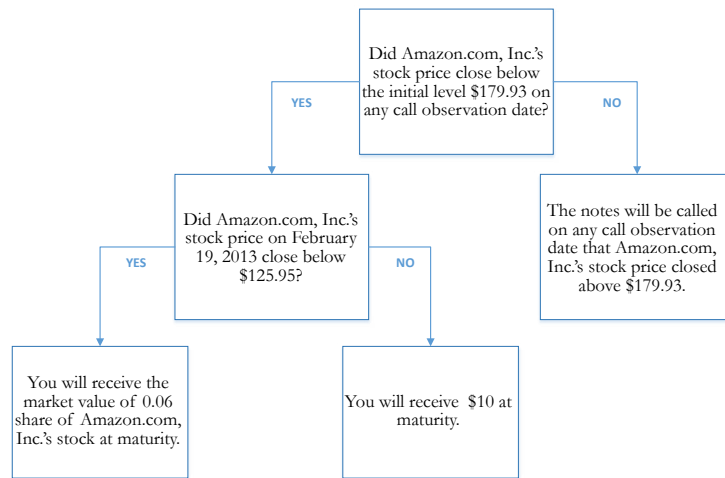 Did Amazon.com, Inc.'s
stock price close below
the initial level $179.93 on
any call observation date?
YES
NO
Did Amazon.com, Inc.'s
stock price on February
19, 2013 close below
$125.95?
The notes will be called
on any call observation
date that Amazon.com,
Inc.'s stock price closed
above $179.93.
YES
NO
You will receive the
market value of 0.06
share of Amazon.com,
Inc.'s stock at maturity.
You will receive $10 at
maturity.